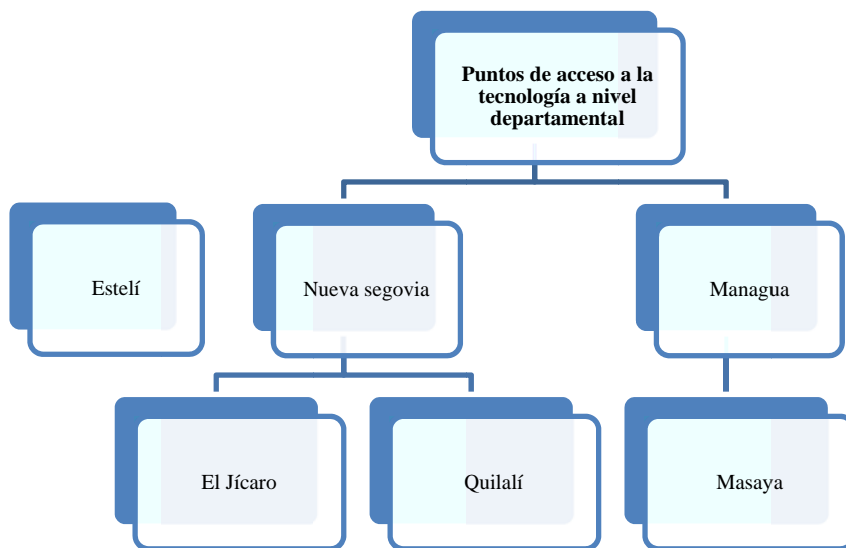 Puntos de acceso a la
tecnología a nivel
departamental
Estelí
Nueva segovia
Managua
El Jícaro
Quilalí
Masaya